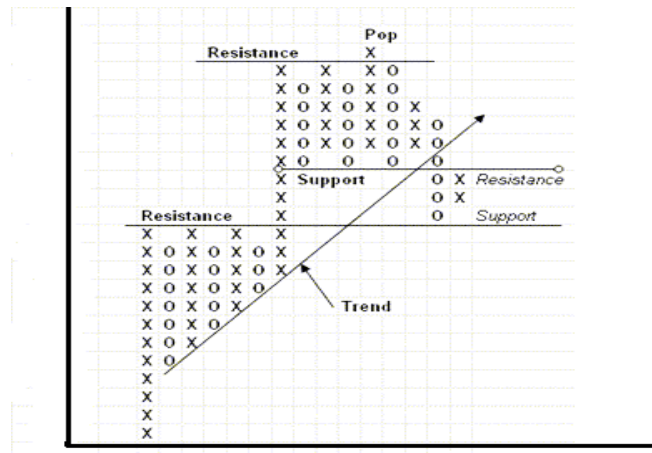 Pop
Resistance X
X X X O
X O X O X O
X O X O X O X
X O X O X O X O
X O X O X O X O
X O O O O
X Support O X Resistance
X O X
Resistance X O Support
X X X X
X O X O X O X
X O X O X O X
X O X O X O
X O X O X Trend
X O X O
X O X
X O
X
X
X
X